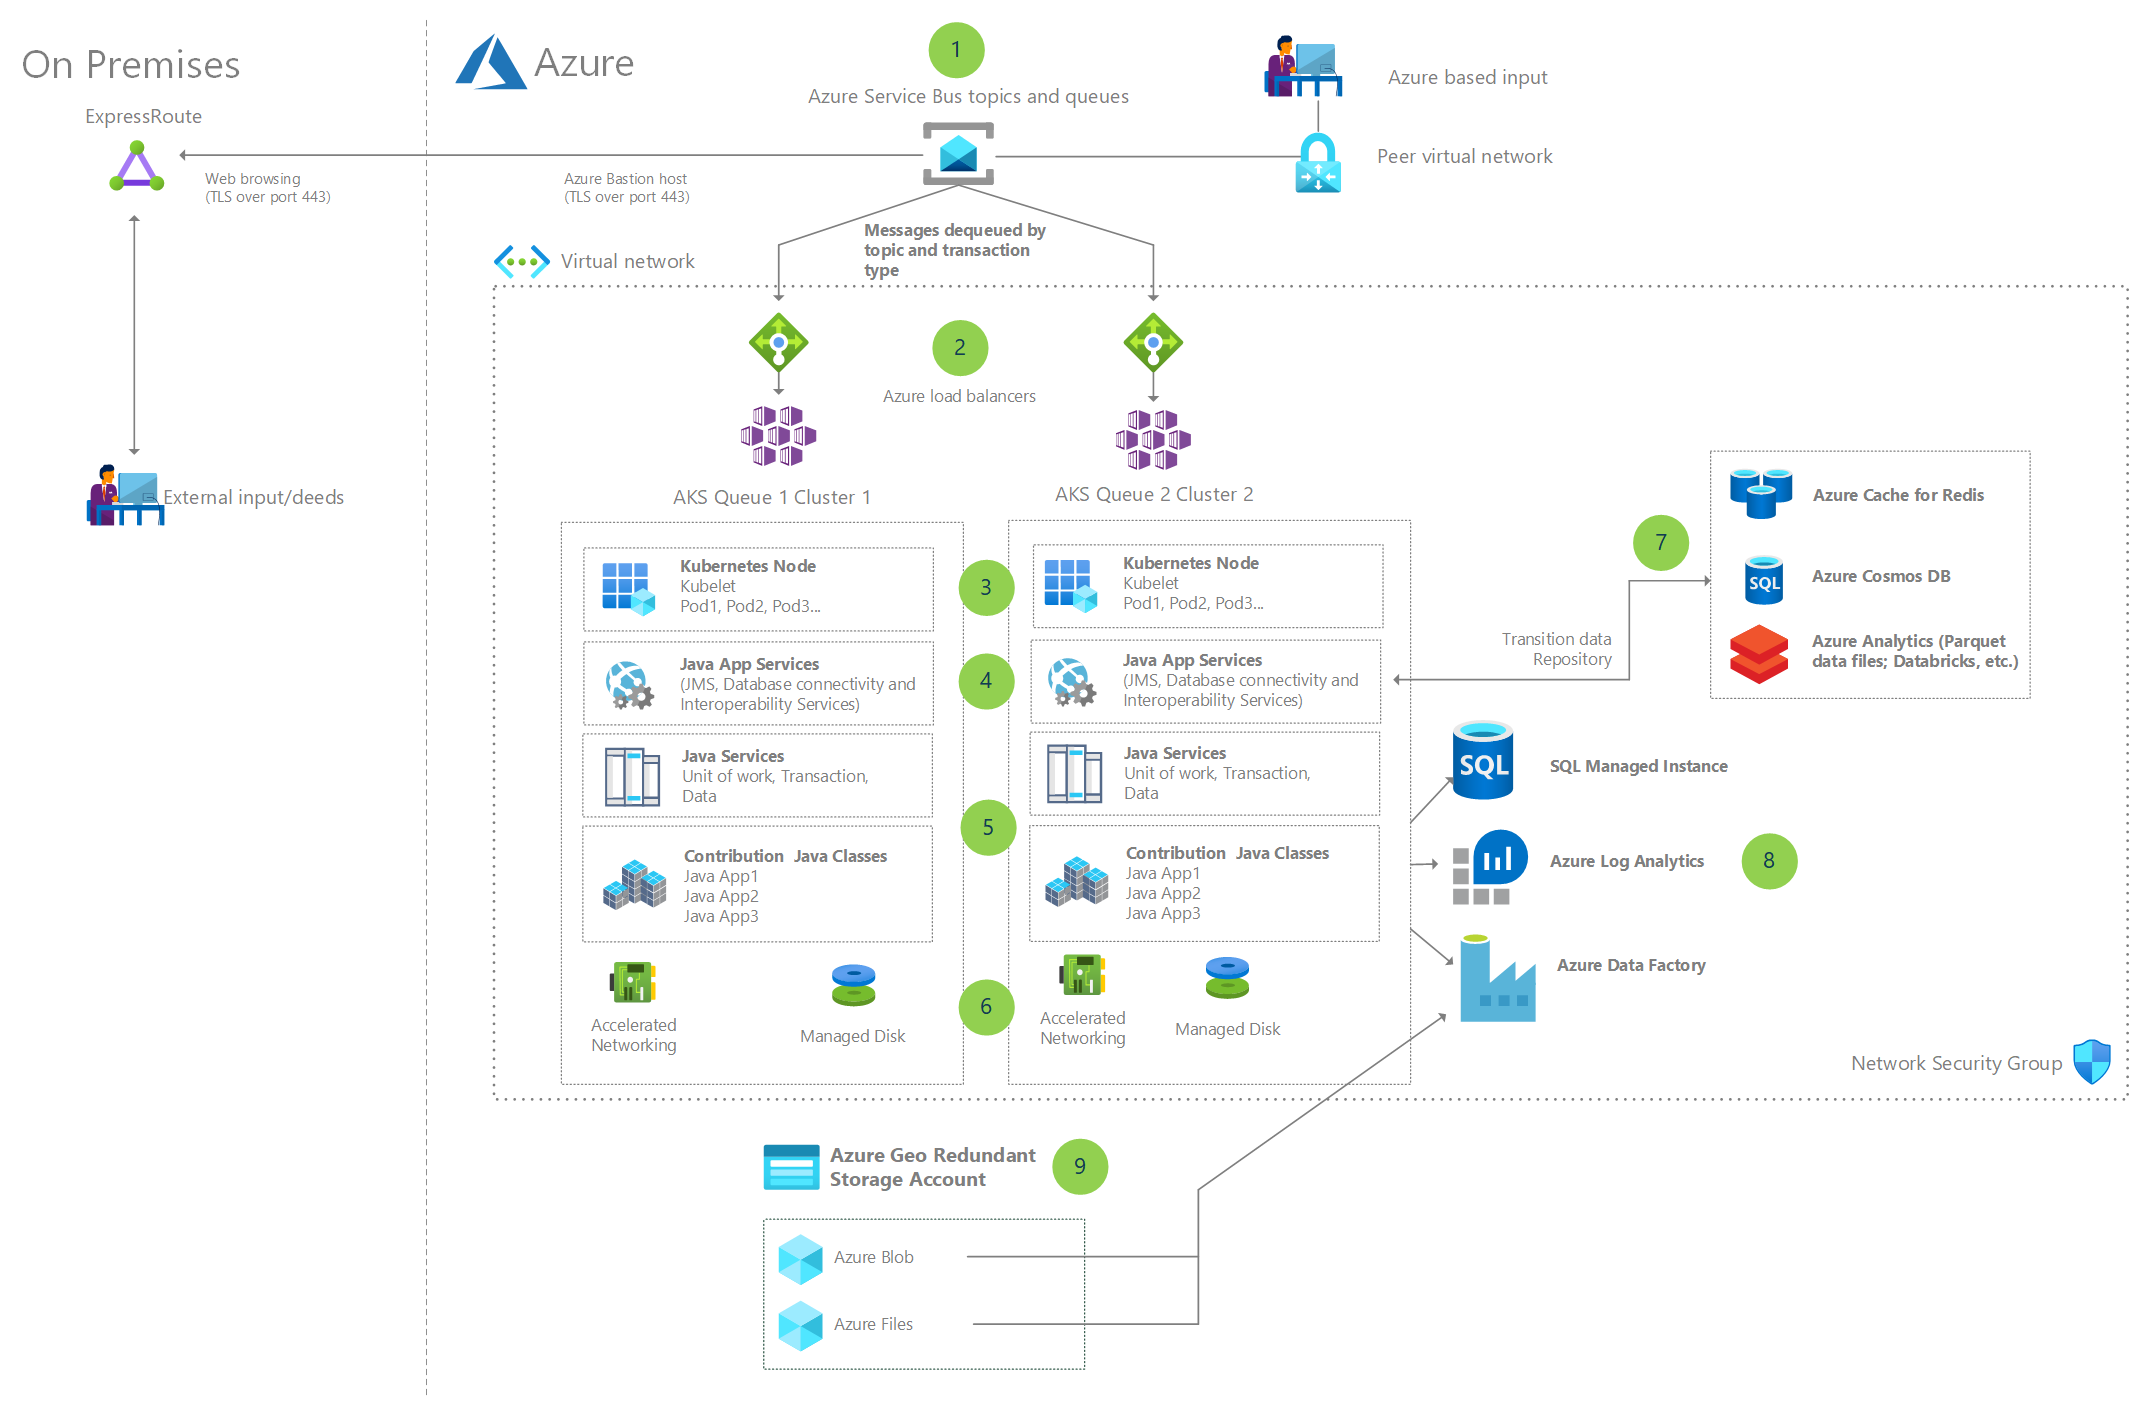 On Premises
ExpressRoute
Web browsing
(TLS over port 443)
External input/deeds
Azure
1
Azure Service Bus topics and queues
Azure based input
Peer virtual network
Azure Bastion host
(TLS over port 443)
Messages dequeued by
topic and transaction
type
Virtual network
2
Azure load balancers
AKS Queue 1 Cluster 1
Kubernetes Node
Kubelet
Pod1, Pod2, Pod3...
Java App Services
(JMS, Database connectivity and
Interoperability Services)
Java Services
Unit of work, Transaction,
Data
Contribution  Java Classes
Java App1
Java App2
Java App3
Accelerated
Networking
Managed Disk
3
4
5
6
AKS Queue 2 Cluster 2
Kubernetes Node
Kubelet
Pod1, Pod2, Pod3...
Java App Services
(JMS, Database connectivity and
Interoperability Services)
Java Services
Unit of work, Transaction,
Data
Contribution  Java Classes
Java App1
Java App2
Java App3
Accelerated
Networking
Managed Disk
7
Transition data
Repository
Azure Cache for Redis
SQL
Azure Cosmos DB
Azure Analytics (Parquet
data files; Databricks, etc.)
SQL
SQL Managed Instance
Azure Log Analytics
8
Azure Data Factory
Network Security Group
Azure Geo Redundant
Storage Account
9
Azure Blob
Azure Files